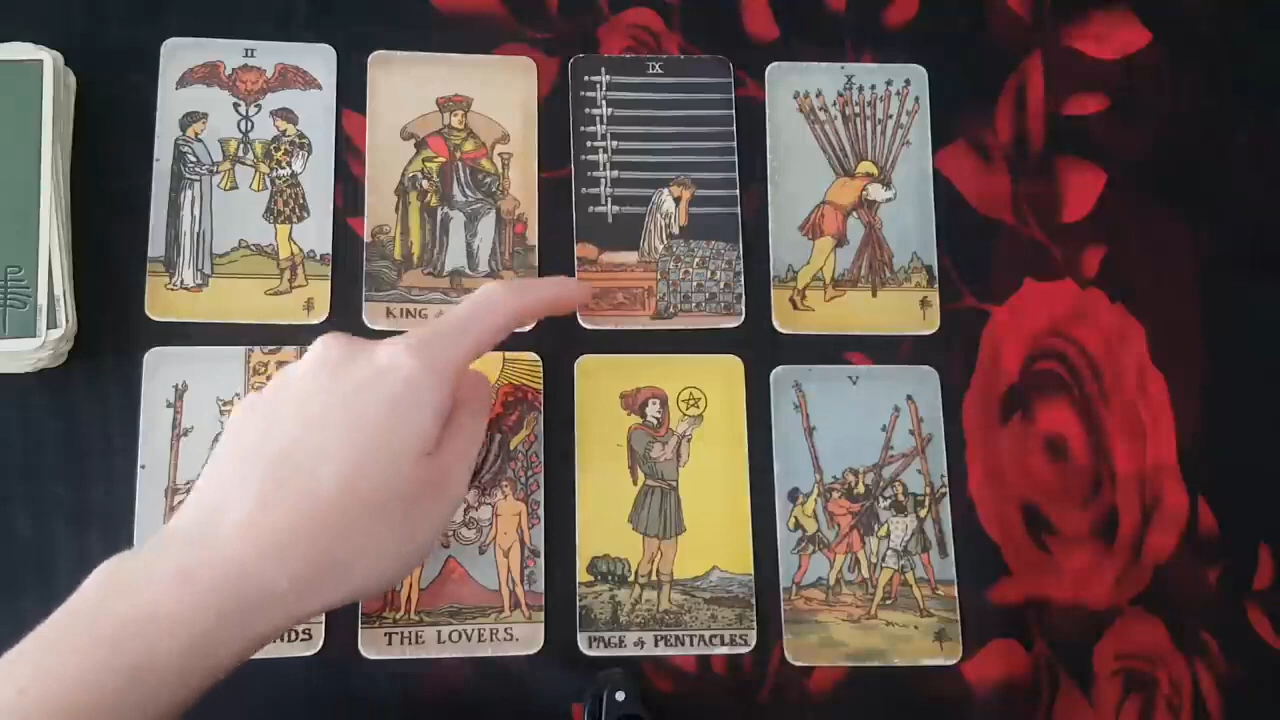 II
IX
X
KING
V
NDS
THE LOVERS.
PAGE of PENTACLES.